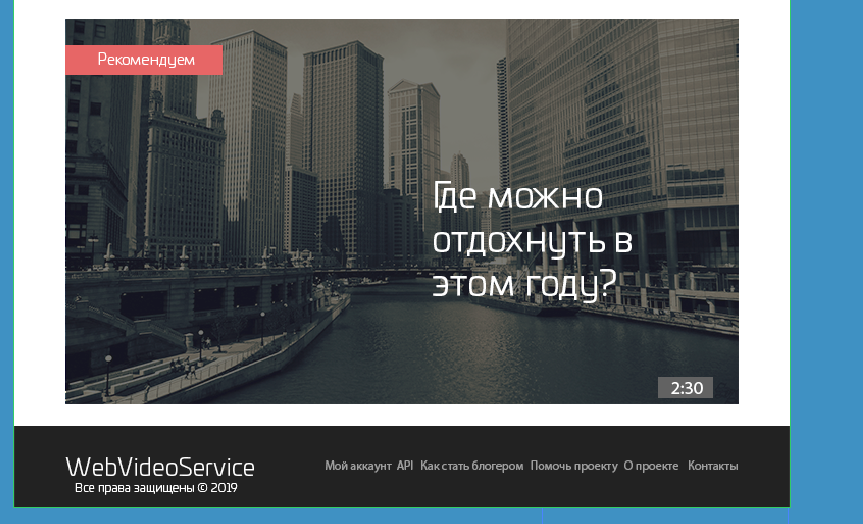 Рекомендуем
Где можно
отдохнуть в
этом году?
2:30
WebVideoService
Все права защищены © 2019
Мой аккаунт API Как стать блогером Помочь проекту О проекте Контакты